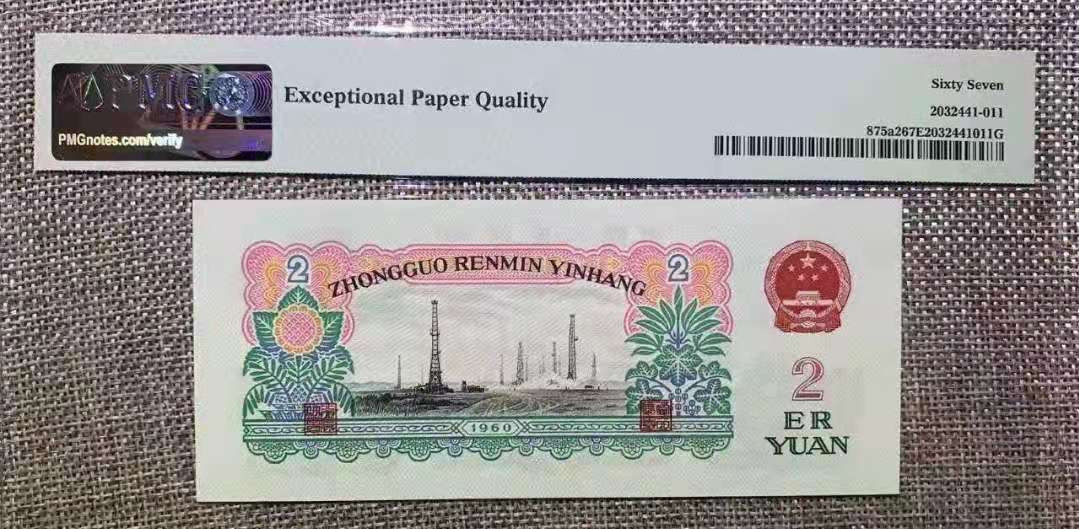 PMG
PMGnotes.com/verify
Exceptional Paper Quality
Sixty Seven
2032441-011
875a267E2032441011G
2
ZHONGGUO RENMIN YINHANG
2
1960
2
ER
YUAN